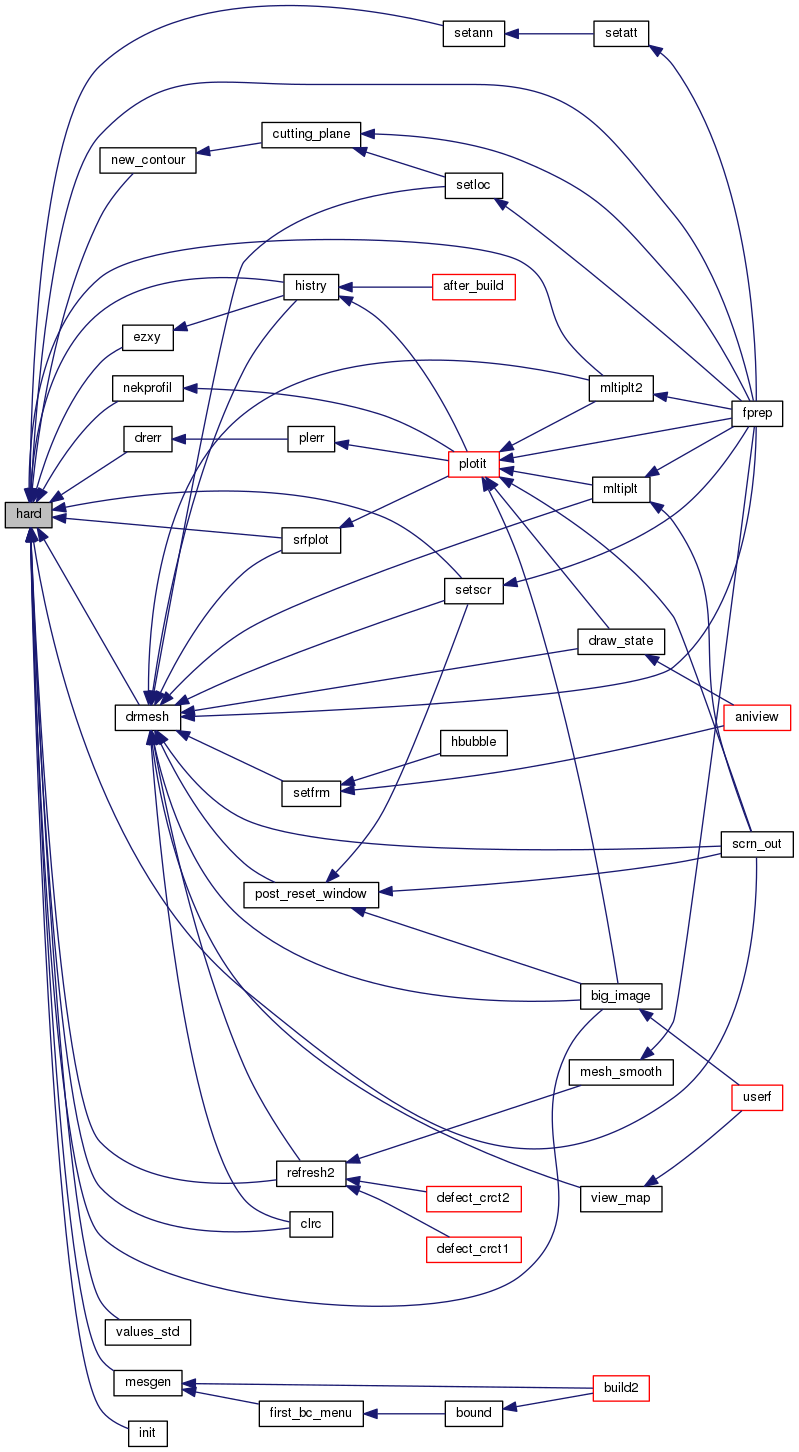 setann
setatt
cutting_plane
new_contour
setloc
histry
after_build
ezxy
nekprofil
mltiplt2
fprep
drerr
plerr
plotit
mltiplt
hard
srfplot
setscr
draw_state
drmesh
aniview
hbubble
setfrm
scrn_out
post_reset_window
big_image
mesh_smooth
userf
refresh2
defect_crct2
view_map
clrc
defect_crct1
values_std
mesgen
build2
first_bc_menu
bound
init